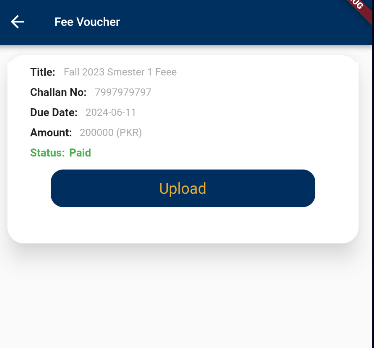 Fee Voucher
Title: Fall 2023 Smester 1 Feee
Challan No: 7997979797
Due Date: 2024-06-11
Amount: 200000 (PKR)
Status: Paid
Upload